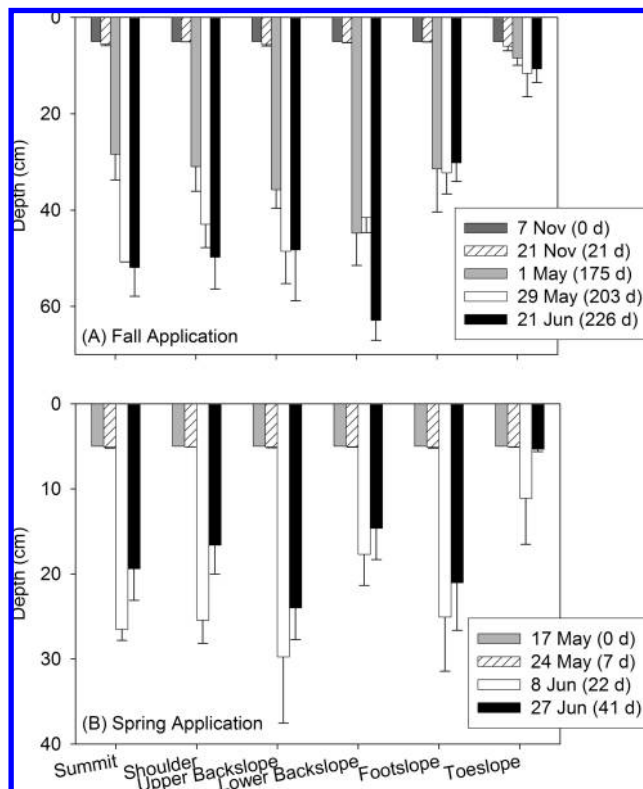 0
20
40
60
Depth (cm)
7 Nov (0 d)
21 Nov (21 d)
1 May (175 d)
29 May (203 d)
21 Jun (226 d)
(A) Fall Application
0
10
20
30
40
Depth (cm)
17 May (0 d)
24 May (7 d)
8 Jun (22 d)
27 Jun (41 d)
(B) Spring Application
Summit
Shoulder
Upper Backslope
Lower Backslope
Footslope
Toeslope